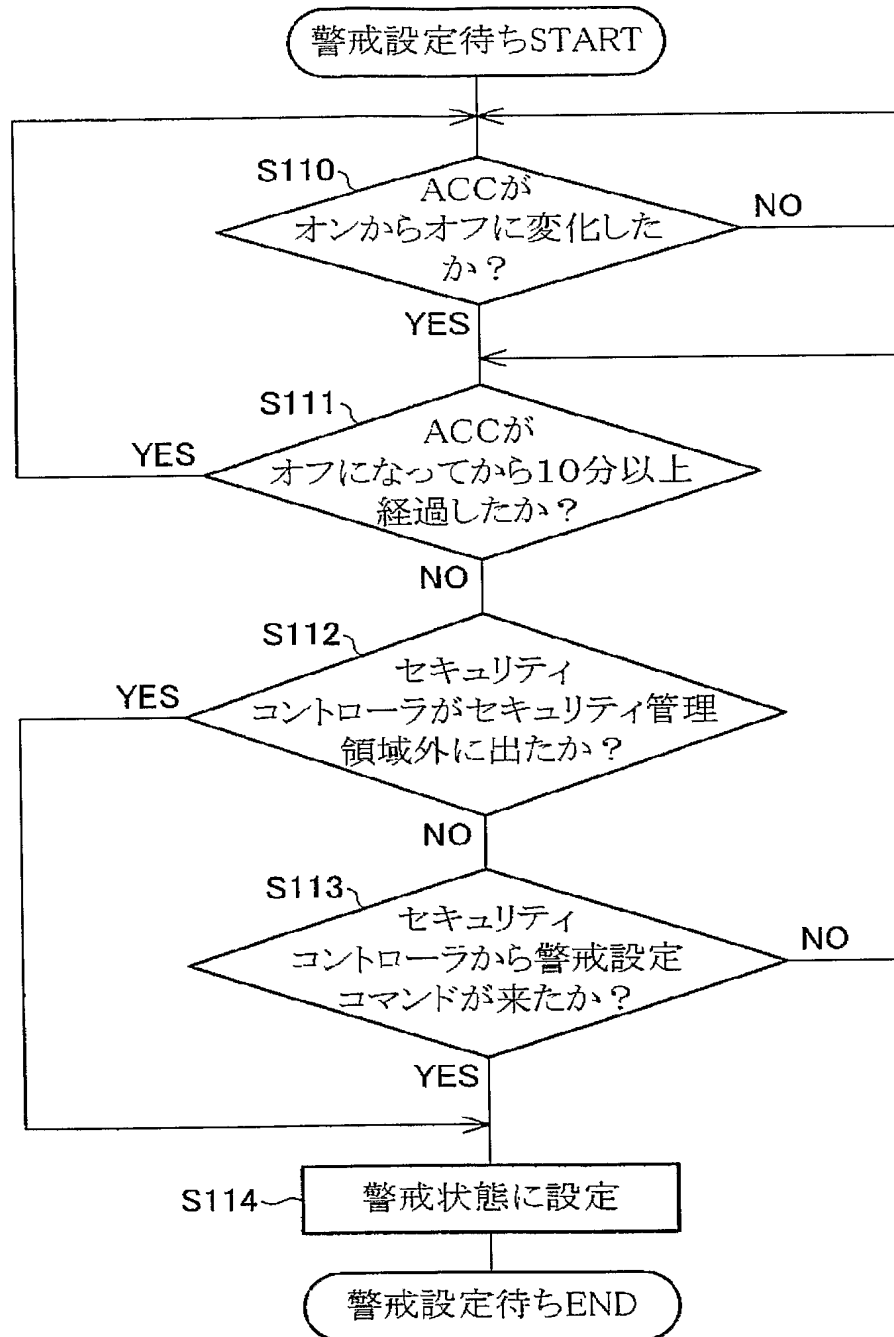 警戒設定待ちSTART
S110
ACCが
オンからオフに変化した
か？
NO
YES
S111
ACCが
オフになってから10分以上
経過したか？
YES
NO
S112
セキュリティ
コントローラがセキュリティ管理
領域外に出たか？
YES
NO
S113
セキュリティ
コントローラから警戒設定
コマンドが来たか？
NO
YES
S114
警戒状態に設定
警戒設定待ちEND